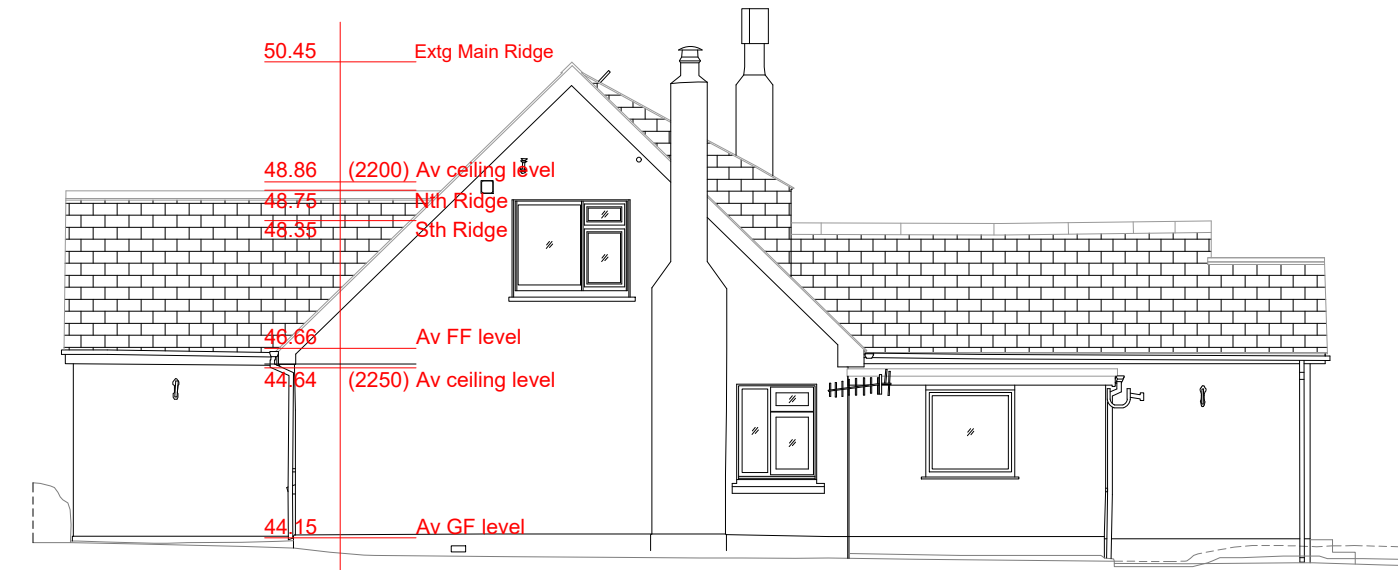 50.45 Extg Main Ridge
48.86 (2200) Av ceiling level
48.75 Nth Ridge
48.35 Sth Ridge
46.66 Av FF level
44.64 (2250) Av ceiling level
44.15 Av GF level